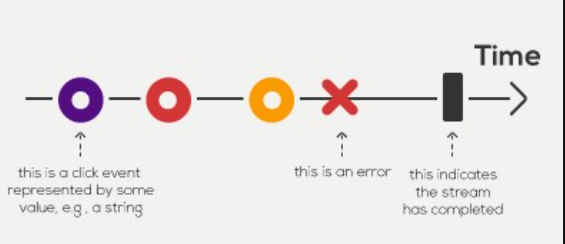 Time
this is a click event
represented by some
value, e.g., a string
this is an error
this indicates
the stream
has completed